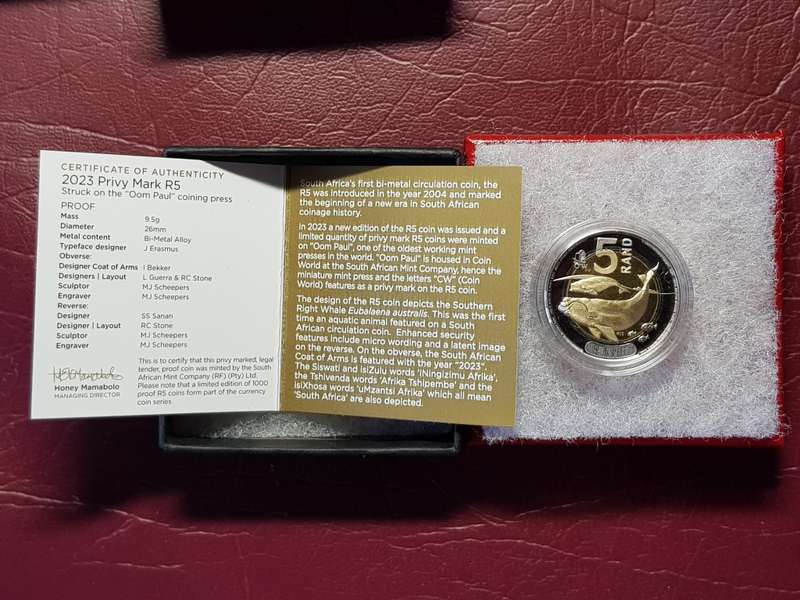 CERTIFICATE OF AUTHENTICITY
2023 Privy Mark R5
Struck on the "Oom Paul" coining press
PROOF
Mass 9.5g
Diameter 26mm
Metal content Bi-Metal Alloy
Typeface designer J Erasmus
Obverse:
Designer Coat of Arms I Bekker
Designers | Layout L Guerra & RC Stone
Sculptor MJ Scheepers
Engraver MJ Scheepers
Reverse:
Designer SS Sanan
Designer | Layout RC Stone
Sculptor MJ Scheepers
Engraver MJ Scheepers
Honey Mamabolo
MANAGING DIRECTOR
This is to certify that this privy marked, legal
tender, proof coin was minted by the South
African Mint Company (RF) (Pty) Ltd.
Please note that a limited edition of 1000
proof R5 coins form part of the currency
coin series.
South Africa's first bi-metal circulation coin, the
R5 was introduced in the year 2004 and marked
the beginning of a new era in South African
coinage history.
In 2023 a new edition of the R5 coin was issued and a
limited quantity of privy mark R5 coins were minted
on "Oom Paul", one of the oldest working mint
presses in the world. "Oom Paul" is housed in Coin
World at the South African Mint Company, hence the
miniature mint press and the letters "CW" (Coin
World) features as a privy mark on the R5 coin.
The design of the R5 coin depicts the Southern
Right Whale Eubalaena australis. This was the first
time an aquatic animal featured on a South
African circulation coin. Enhanced security
features include micro wording and a latent image
on the reverse. On the obverse, the South African
Coat of Arms is featured with the year "2023".
The Siswati and isiZulu words 'iNingizimu Afrika',
the Tshivenda words 'Afrika Tshipembe' and the
isiXhosa words 'uMzantsi Afrika' which all mean
'South Africa' are also depicted.
5
RAND